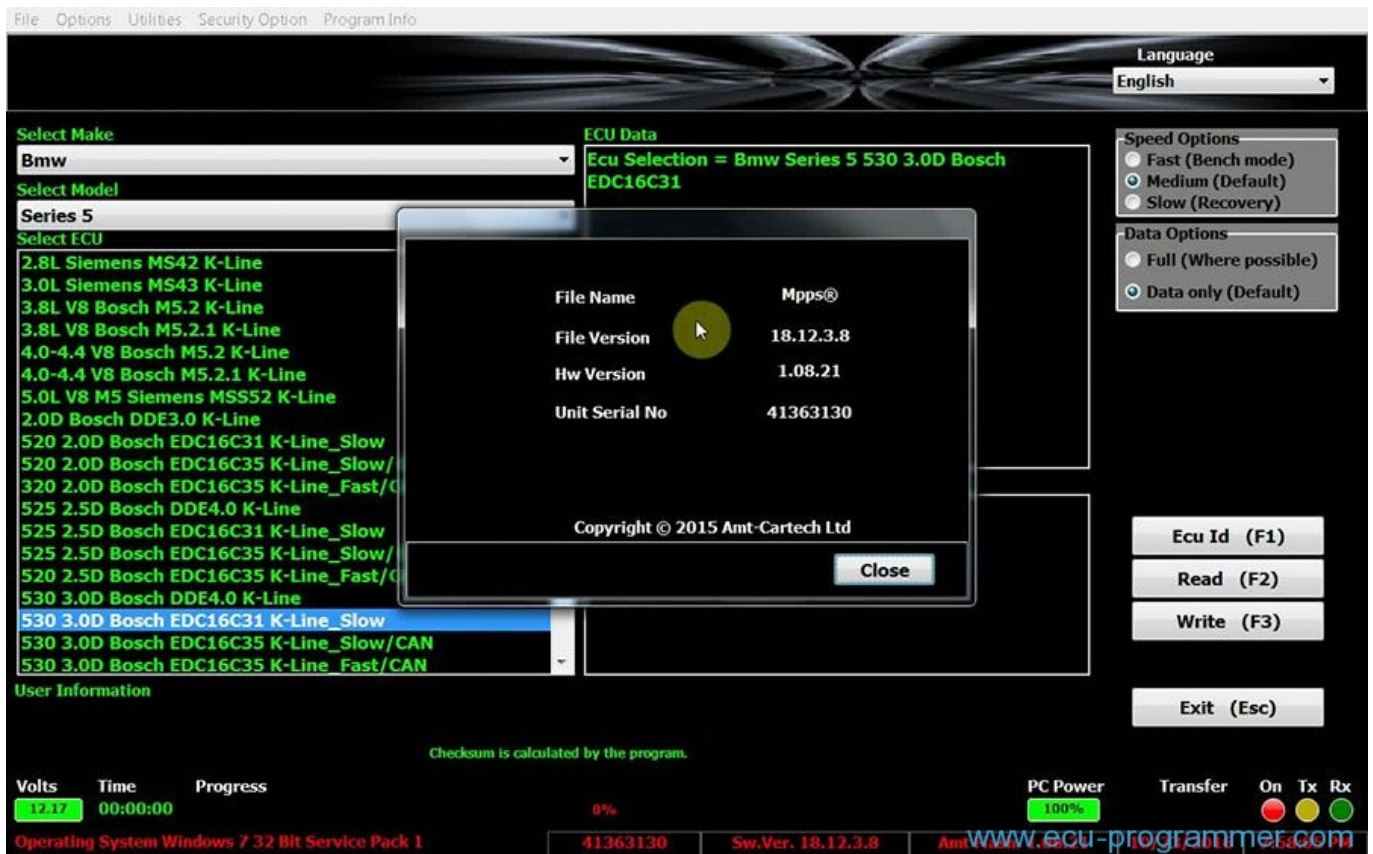 File Options Utilities Security Option Program Info
Language
English
Select Make
Bmw
Select Model
Series 5
Select ECU
2.8L Siemens MS42 K-Line
3.0L Siemens MS43 K-Line
3.8L V8 Bosch M5.2 K-Line
3.8L V8 Bosch M5.2.1 K-Line
4.0-4.4 V8 Bosch M5.2 K-Line
4.0-4.4 V8 Bosch M5.2.1 K-Line
5.0L V8 M5 Siemens MSS52 K-Line
2.0D Bosch DDE3.0 K-Line
520 2.0D Bosch EDC16C31 K-Line_Slow
520 2.0D Bosch EDC16C35 K-Line_Slow/
320 2.0D Bosch EDC16C35 K-Line_Fast/C
525 2.5D Bosch DDE4.0 K-Line
525 2.5D Bosch EDC16C31 K-Line_Slow
525 2.5D Bosch EDC16C35 K-Line_Slow/
520 2.5D Bosch EDC16C35 K-Line_Fast/C
530 3.0D Bosch DDE4.0 K-Line
530 3.0D Bosch EDC16C31 K-Line_Slow
530 3.0D Bosch EDC16C35 K-Line_Slow/CAN
530 3.0D Bosch EDC16C35 K-Line_Fast/CAN
ECU Data
Ecu Selection = Bmw Series 5 530 3.0D Bosch
EDC16C31
Speed Options
Fast (Bench mode)
Medium (Default)
Slow (Recovery)
Data Options
Full (Where possible)
Data only (Default)
File Name Mpps®
File Version 18.12.3.8
Hw Version 1.08.21
Unit Serial No 41363130
Copyright © 2015 Amt-Cartech Ltd
Close
Ecu Id (F1)
Read (F2)
Write (F3)
Exit (Esc)
User Information
Checksum is calculated by the program.
Volts Time Progress PC Power Transfer On Tx Rx
12.17 00:00:00 0% 100%
Operating System Windows 7 32 Bit Service Pack 1 41363130 Sw.Ver. 18.12.3.8
www.ecu-programmer.com